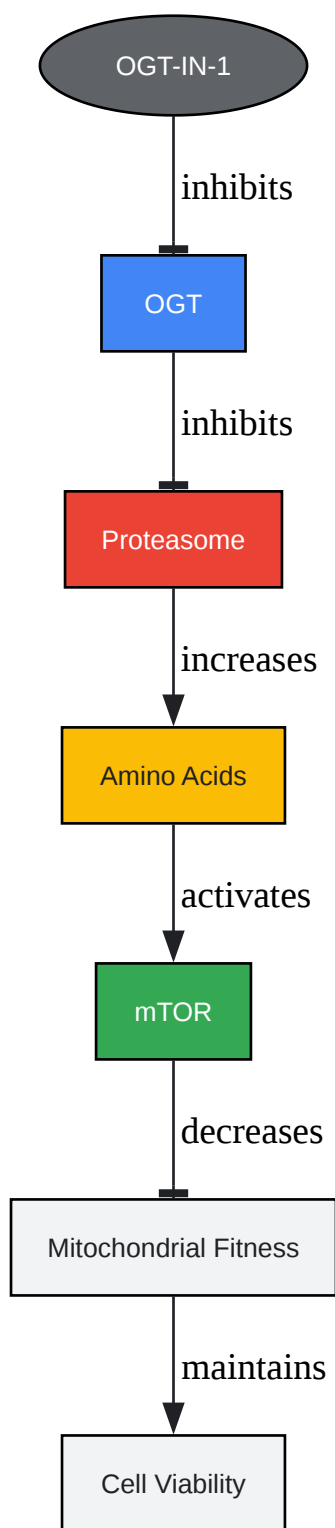 OGT-IN-1
inhibits
OGT
inhibits
Proteasome
increases
Amino Acids
activates
mTOR
decreases
Mitochondrial Fitness
maintains
Cell Viability